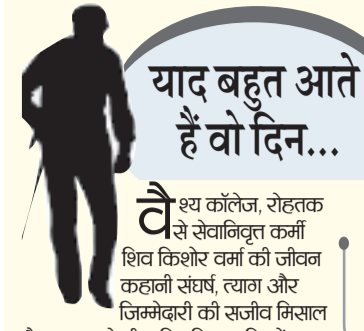 याद बहुत आते
हैं वो दिन...
वैश्य कॉलेज, रोहतक
से सेवानिवृत्त कर्मी
शिव किशोर वर्मा की जीवन
कहानी संघर्ष, त्याग और
जिम्मेदारी की सजीव मिसाल